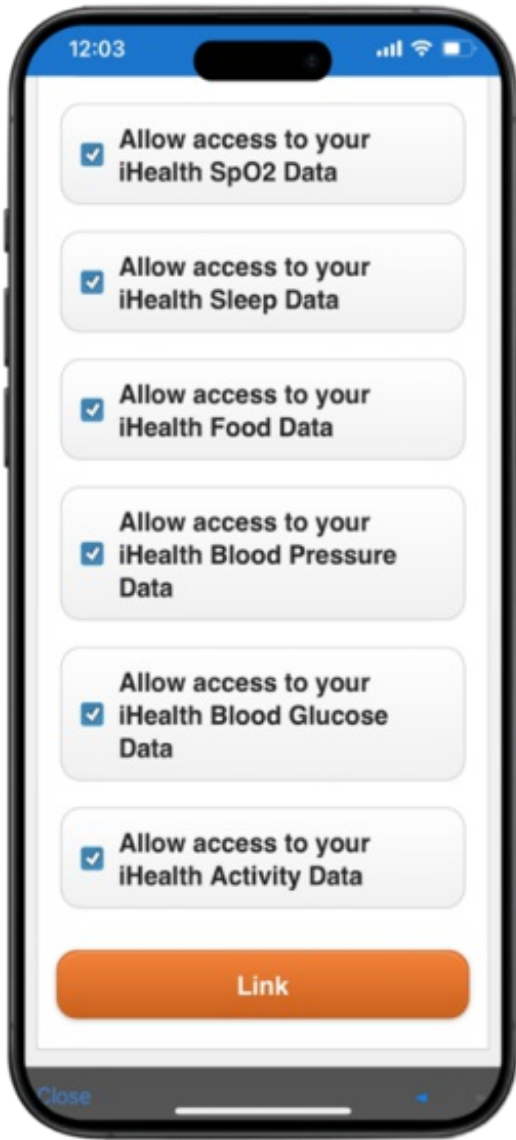 12:03
Allow access to your
iHealth SpO2 Data
Allow access to your
iHealth Sleep Data
Allow access to your
iHealth Food Data
Allow access to your
iHealth Blood Pressure
Data
Allow access to your
iHealth Blood Glucose
Data
Allow access to your
iHealth Activity Data
Link
Close